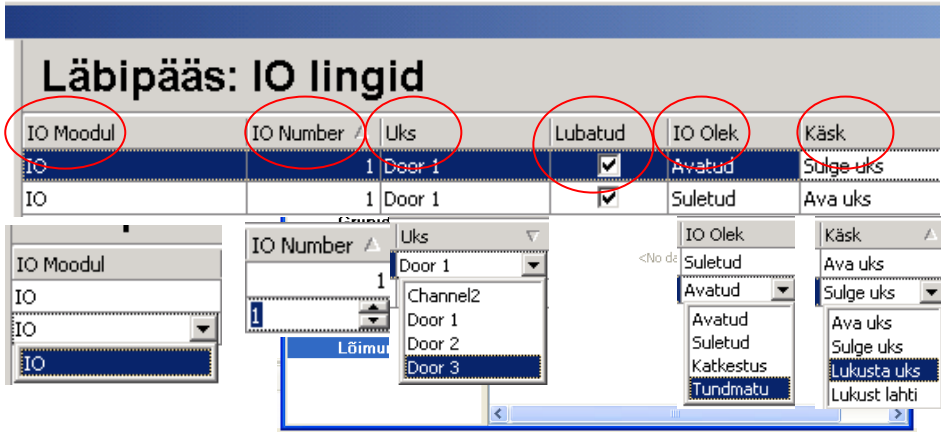 Läbipääs: IO lingid
IO Moodul IO Number Uks Lubatud IO Olek Käsk
IO 1 Door 1 Avatud Sulge uks
IO 1 Door 1 Suletud Ava uks
IO Moodul
IO
IO
IO
IO Number
1
1
Uks
Door 1
Channel2
Door 1
Door 2
Door 3
<No da
IO Olek
Suletud
Avatud
Avatud
Suletud
Katkestus
Tundmatu
Käsk
Ava uks
Sulge uks
Ava uks
Sulge uks
Lukusta uks
Lukust lahti